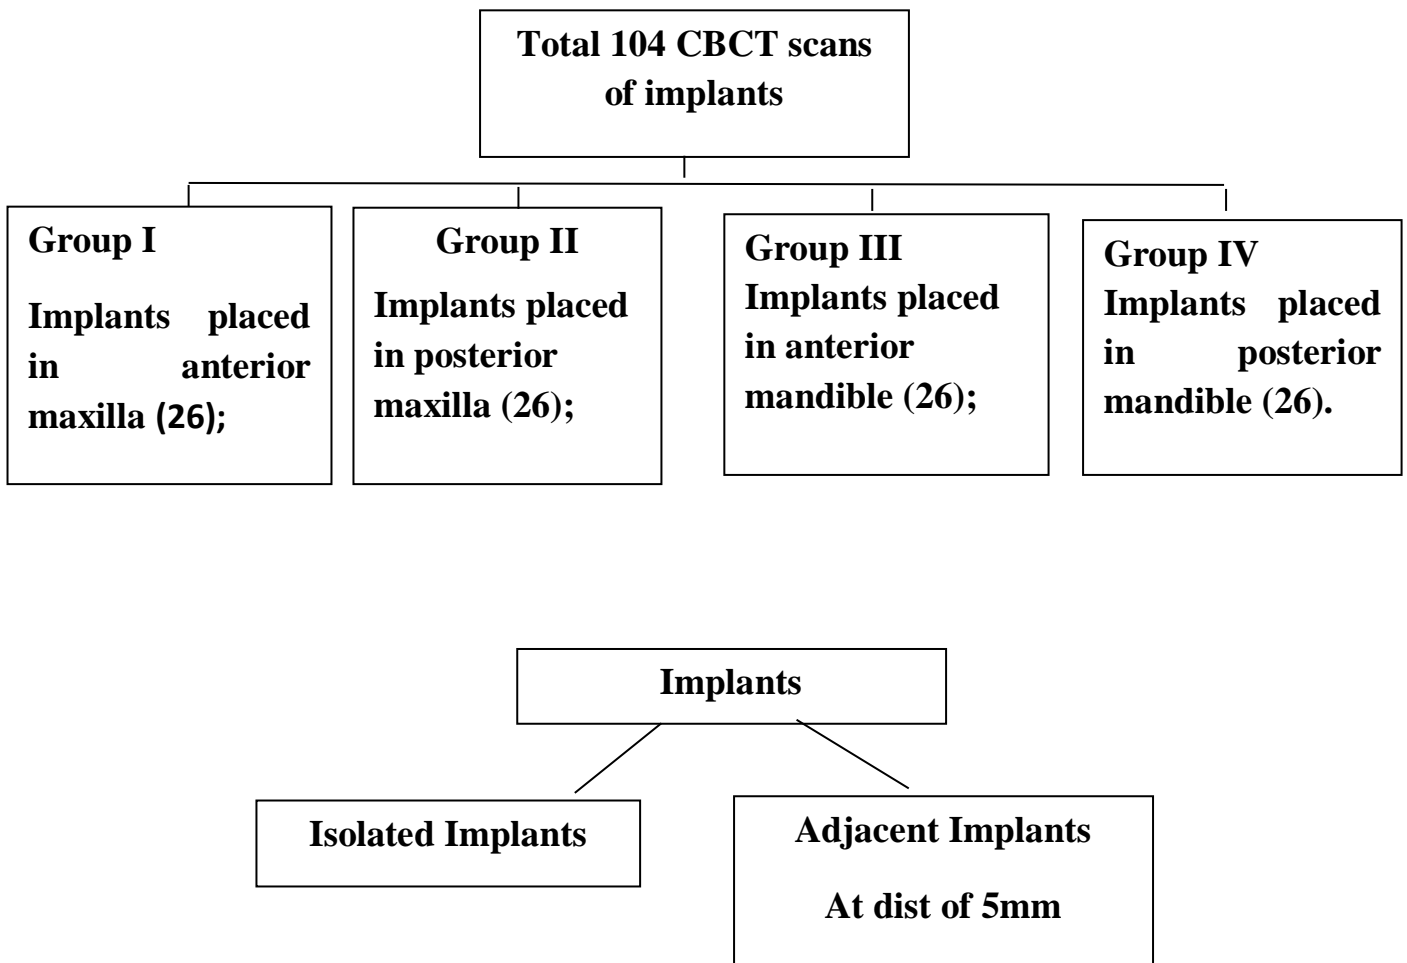 Total 104 CBCT scans
of implants
Group I
Implants placed
in anterior
maxilla (26);
Group II
Implants placed
in posterior
maxilla (26);
Group III
Implants placed
in anterior
mandible (26);
Group IV
Implants placed
in posterior
mandible (26).
Implants
Isolated Implants
Adjacent Implants
At dist of 5mm